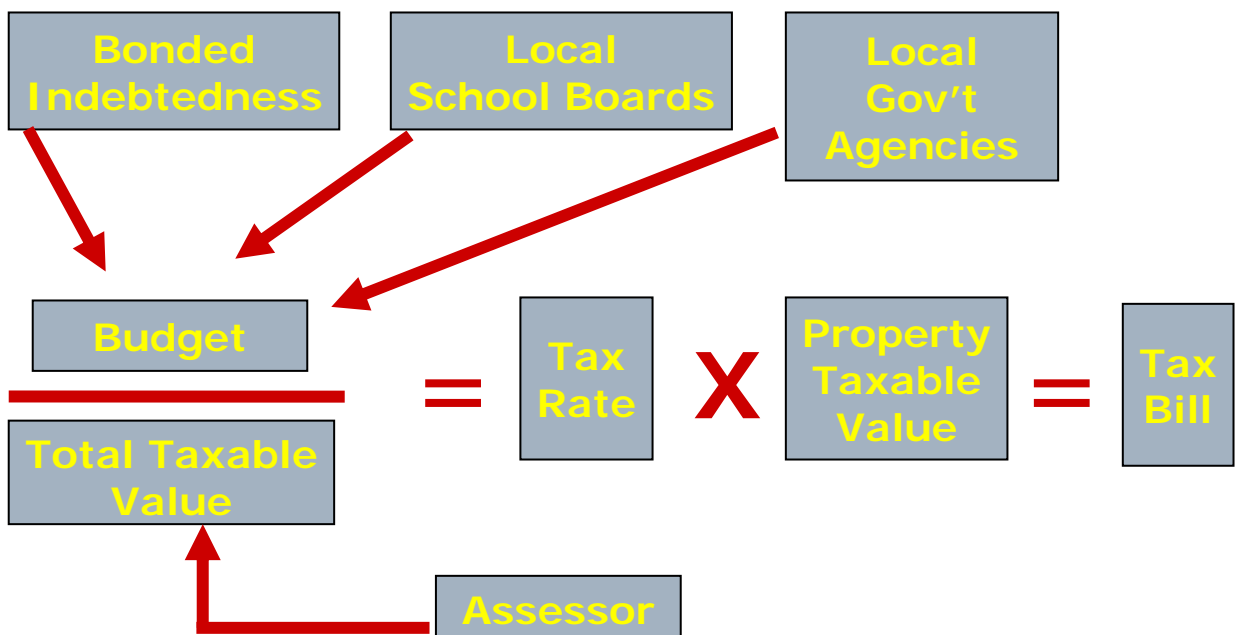 Bonded
Indebtedness
Local
School Boards
Local
Gov't
Agencies
Budget
Total Taxable
Value
=
Tax
Rate
X
Property
Taxable
Value
=
Tax
Bill
Assessor